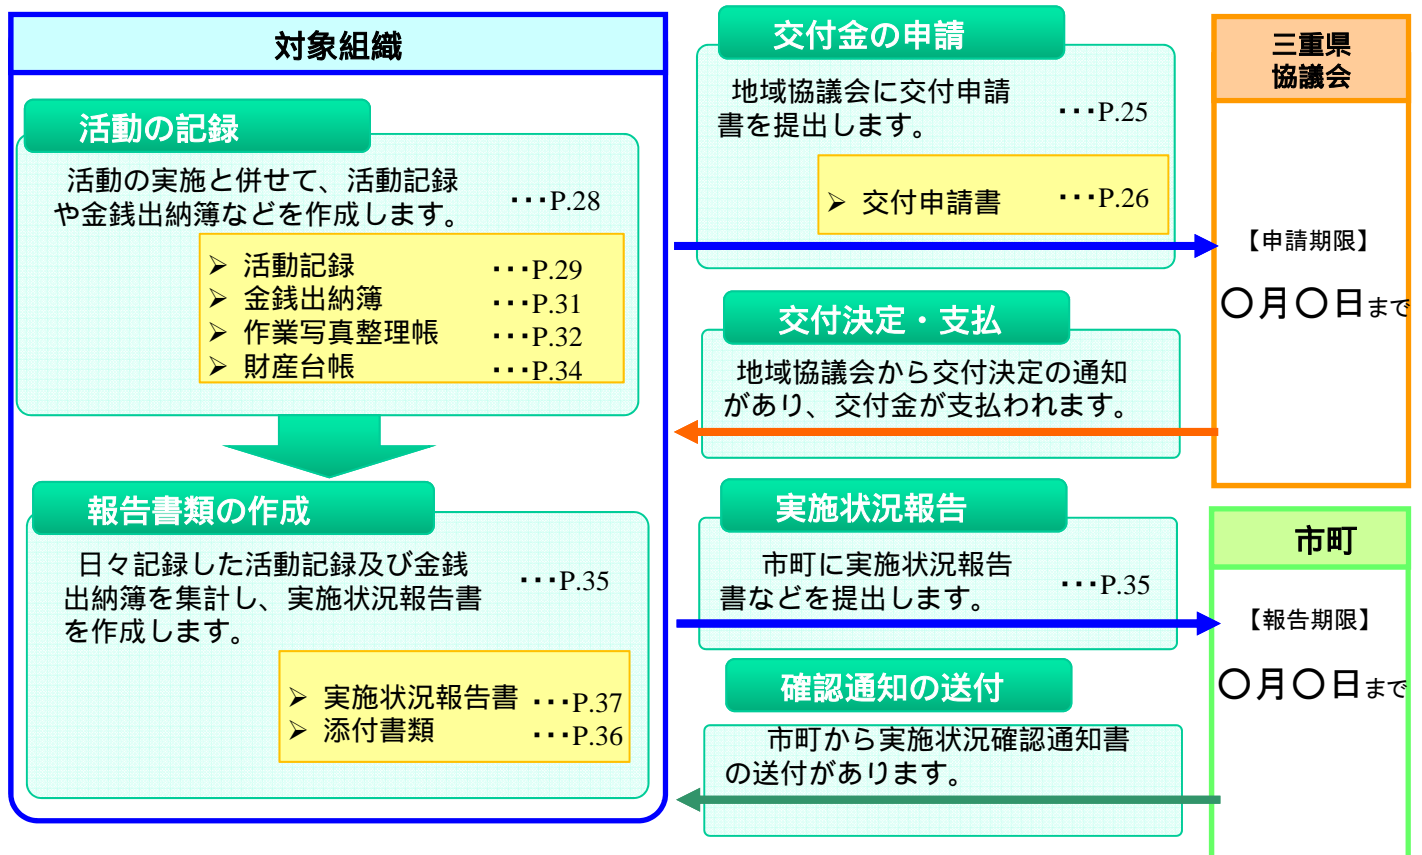 対象組織
活動の記録
活動の実施と併せて、活動記録
や金銭出納簿などを作成します。
･･･P.28
➢ 活動記録 ･･･P.29
➢ 金銭出納簿 ･･･P.31
➢ 作業写真整理帳 ･･･P.32
➢ 財産台帳 ･･･P.34
報告書類の作成
日々記録した活動記録及び金銭
出納簿を集計し、実施状況報告書
を作成します。
･･･P.35
➢ 実施状況報告書 ･･･P.37
➢ 添付書類 ･･･P.36
交付金の申請
地域協議会に交付申請
書を提出します。
･･･P.25
➢ 交付申請書 ･･･P.26
交付決定・支払
地域協議会から交付決定の通知
があり、交付金が支払われます。
実施状況報告
市町に実施状況報告
書などを提出します。
･･･P.35
確認通知の送付
市町から実施状況確認通知書
の送付があります。
三重県
協議会
【申請期限】
〇月〇日まで
市町
【報告期限】
〇月〇日まで